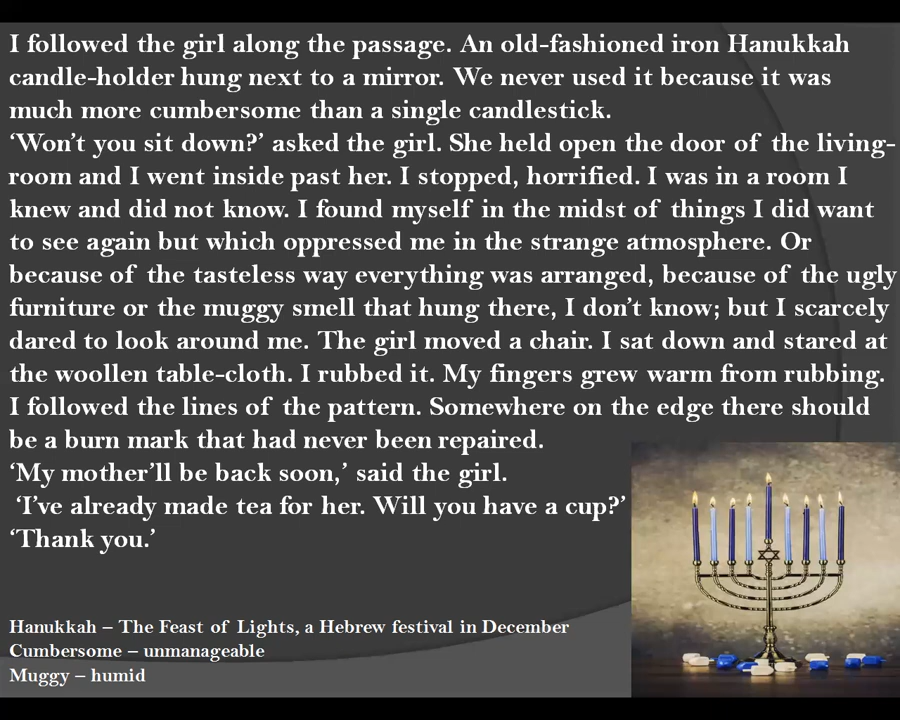 I followed the girl along the passage. An old-fashioned iron Hanukkah
candle-holder hung next to a mirror. We never used it because it was
much more cumbersome than a single candlestick.
‘Won’t you sit down?’ asked the girl. She held open the door of the living-
room and I went inside past her. I stopped, horrified. I was in a room I
knew and did not know. I found myself in the midst of things I did want
to see again but which oppressed me in the strange atmosphere. Or
because of the tasteless way everything was arranged, because of the ugly
furniture or the muggy smell that hung there, I don’t know; but I scarcely
dared to look around me. The girl moved a chair. I sat down and stared at
the woollen table-cloth. I rubbed it. My fingers grew warm from rubbing.
I followed the lines of the pattern. Somewhere on the edge there should
be a burn mark that had never been repaired.
‘My mother’ll be back soon,’ said the girl.
‘I’ve already made tea for her. Will you have a cup?’
‘Thank you.’
Hanukkah – The Feast of Lights, a Hebrew festival in December
Cumbersome – unmanageable
Muggy – humid